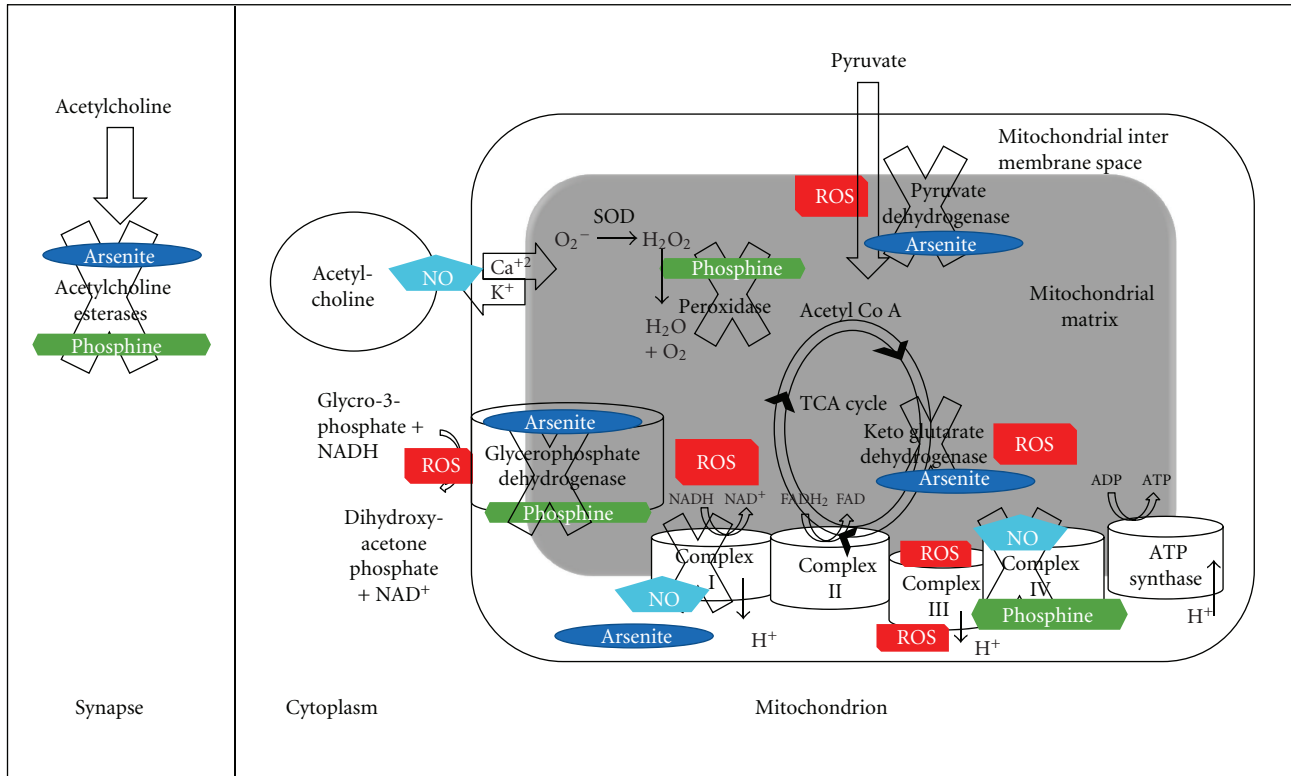 Acetylcholine
Arsenite
Acetylcholine
esterases
Phosphine
Synapse
Pyruvate
Mitochondrial inter
membrane space
ROS
Pyruvate
dehydrogenase
Arsenite
SOD
O₂⁻
H₂O₂
Acetyl-
choline
NO
Ca⁺²
K⁺
Phosphine
Peroxidase
H₂O
+ O₂
Mitochondrial
matrix
Acetyl Co A
TCA cycle
Glycro-3-
phosphate +
NADH
ROS
Dihydroxy-
acetone
phosphate
+ NAD⁺
Arsenite
Glycerophosphate
dehydrogenase
Phosphine
ROS
Keto glutarate
dehydrogenase
Arsenite
ROS
NADH
NAD⁺
FADH₂
FAD
ADP
ATP
Complex
I
NO
Arsenite
H⁺
Complex
II
ROS
Complex
III
ROS
H⁺
NO
Complex
IV
Phosphine
ATP
synthase
H⁺
Cytoplasm
Mitochondrion